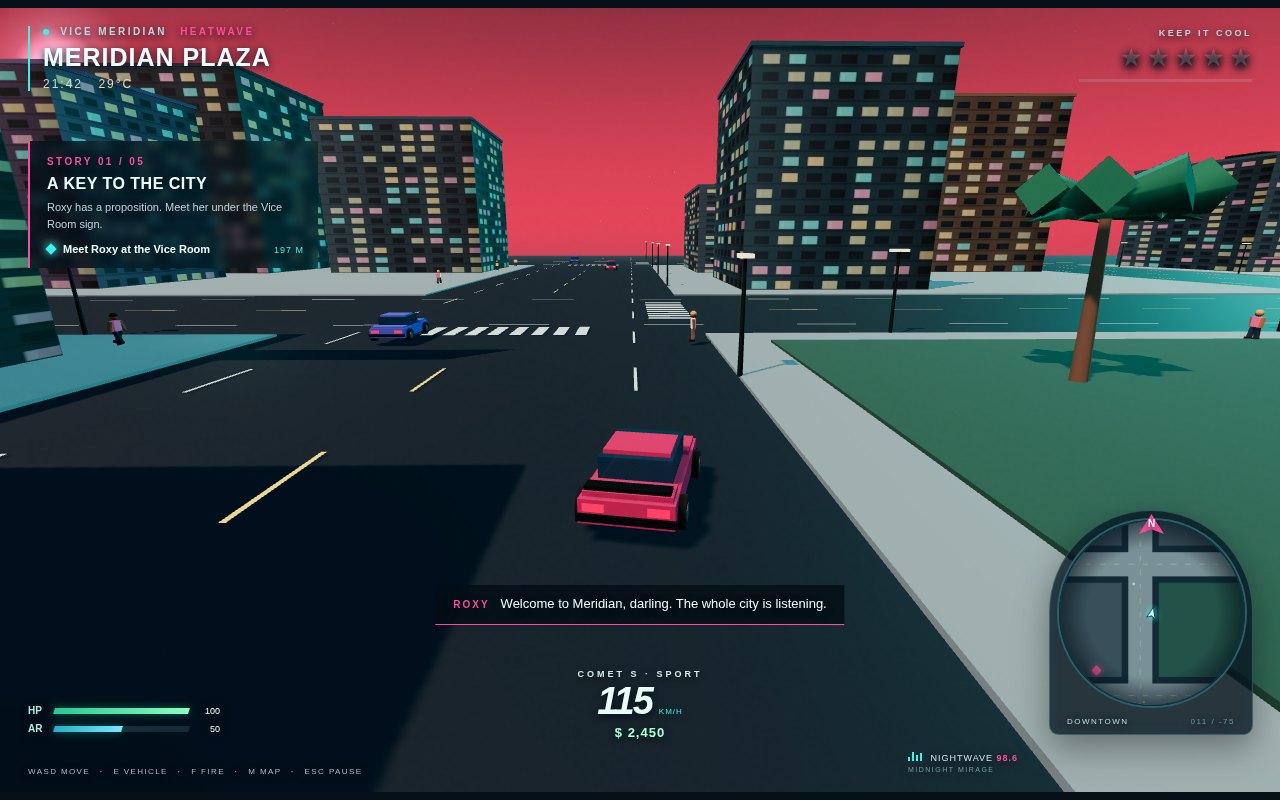 VICE MERIDIAN HEATWAVE
MERIDIAN PLAZA
21:42 29°C
KEEP IT COOL
STORY 01 / 05
A KEY TO THE CITY
Roxy has a proposition. Meet her under the Vice
Room sign.
Meet Roxy at the Vice Room 197 M
N
ROXY Welcome to Meridian, darling. The whole city is listening.
COMET S · SPORT
115 KM/H
$ 2,450
HP 100
AR 50
DOWNTOWN 011 / -75
NIGHTWAVE 98.6
MIDNIGHT MIRAGE
WASD MOVE · E VEHICLE · F FIRE · M MAP · ESC PAUSE